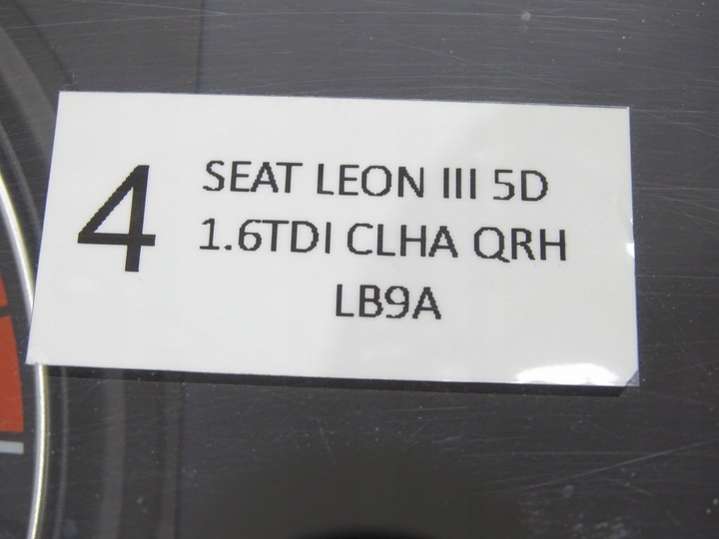 4
SEAT LEON III 5D
1.6TDI CLHA QRH
LB9A